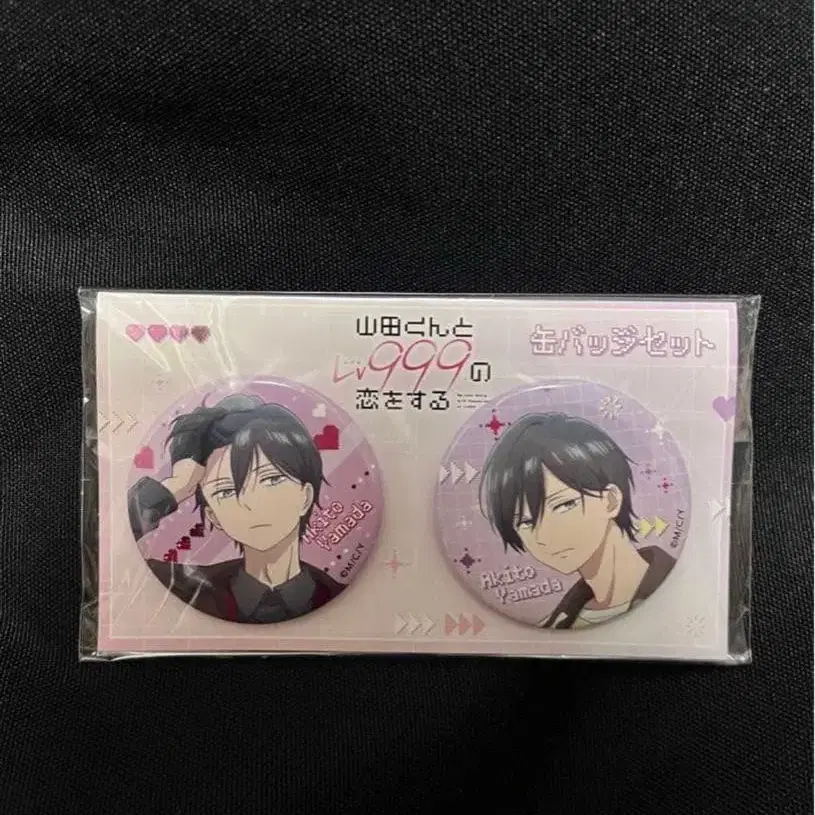 山田くんと
Lv999の
恋をする
缶バッジセット
Akito
Yamada
©M/C/Y
Akito
Yamada
©M/C/Y